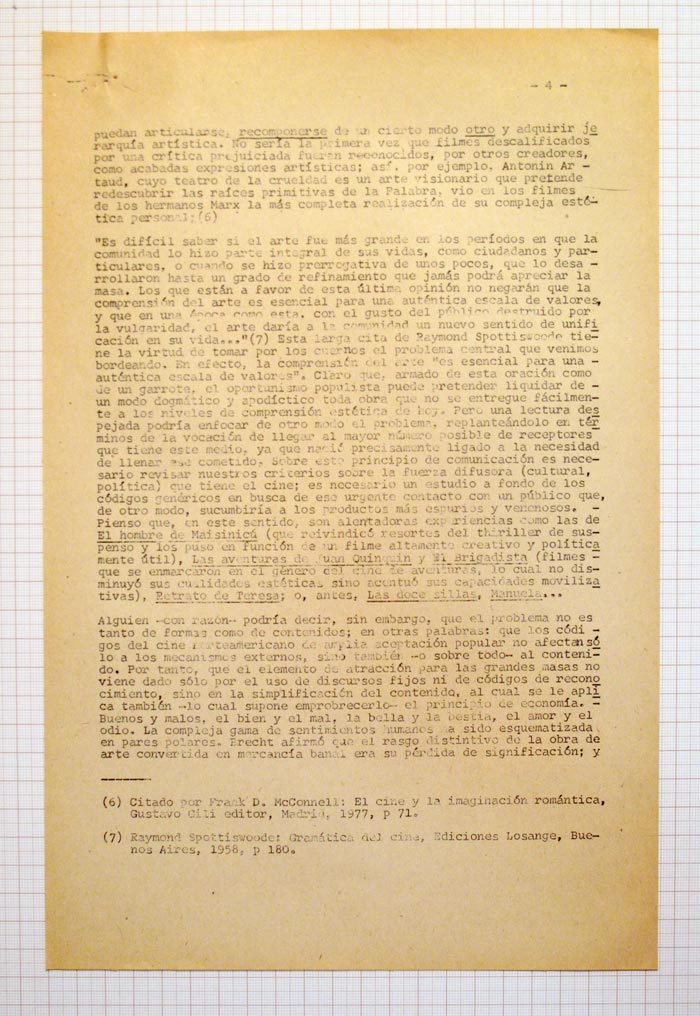 - 4 -
puedan articularse, recomponerse de un cierto modo otro y adquirir je
rarquía artística. No sería la primera vez que filmes descalificados
por una crítica prejuiciada fueran reconocidos, por otros creadores,
como acabadas expresiones artísticas; así, por ejemplo, Antonin Ar-
taud, cuyo teatro de la crueldad es un arte visionario que pretende
redescubrir las raíces primitivas de la Palabra, vio en los filmes
de los hermanos Marx la más completa realización de su compleja esté-
tica personal;(6)
"Es difícil saber si el arte fue más grande en los períodos en que la
comunidad lo hizo parte integral de sus vidas, como ciudadanos y par-
ticulares, o cuando se hizo prerrogativa de unos pocos, que lo desa -
rrollaron hasta un grado de refinamiento que jamás podrá apreciar la
masa. Los que están a favor de esta última opinión no negarán que la
comprensión del arte es esencial para una auténtica escala de valores,
y que en una época como esta, con el gusto del público destruido por
la vulgaridad, el arte daría a la comunidad un nuevo sentido de unifi
cación en su vida..."(7) Esta larga cita de Raymond Spottiswoode tie-
ne la virtud de tomar por los cuernos el problema central que venimos
bordeando. En efecto, la comprensión del arte "es esencial para una -
auténtica escala de valores". Claro que, armado de esta oración como
de un garrote, el oportunismo populista puede pretender liquidar de -
un modo dogmático y apodíctico toda obra que no se entregue fácilmen-
te a los niveles de comprensión estética de hoy. Pero una lectura des
pejada podría enfocar de otro modo el problema, replanteándolo en tér
minos de la vocación de llegar al mayor número posible de receptores
que tiene este medio, ya que nació precisamente ligado a la necesidad
de llenar ese cometido. Sobre este principio de comunicación es nece-
sario revisar nuestros criterios sobre la fuerza difusora (cultural,
política) que tiene el cine; es necesario un estudio a fondo de los
códigos genéricos en busca de ese urgente contacto con un público que,
de otro modo, sucumbiría a los productos más espurios y venenosos. -
Pienso que, en este sentido, son alentadoras experiencias como las de
El hombre de Maisinicú (que reivindicó resortes del thriller de sus-
penso y los puso en función de un filme altamente creativo y política
mente útil), Las aventuras de Juan Quinquín y El Brigadista (filmes -
que se enmarcaron en el género del cine de aventuras, lo cual no dis-
minuyó sus cualidades estéticas sino acentuó sus capacidades moviliza
tivas), Retrato de Teresa; o, antes, Las doce sillas, Manuela...
Alguien -con razón- podría decir, sin embargo, que el problema no es
tanto de formas como de contenidos; en otras palabras: que los códi -
gos del cine norteamericano de amplia aceptación popular no afectan só
lo a los mecanismos externos, sino también -o sobre todo- al conteni-
do. Por tanto, que el elemento de atracción para las grandes masas no
viene dado sólo por el uso de discursos fijos ni de códigos de recono
cimiento, sino en la simplificación del contenido, al cual se le apli
ca también -lo cual supone emprobrecerlo- el principio de economía. -
Buenos y malos, el bien y el mal, la bella y la bestia, el amor y el
odio. La compleja gama de sentimientos humanos ha sido esquematizada
en pares polares. Brecht afirmó que el rasgo distintivo de la obra de
arte convertida en mercancía banal era su pérdida de significación; y
(6) Citado por Frank D. McConnell: El cine y la imaginación romántica,
Gustavo Gili editor, Madrid, 1977, p 71.
(7) Raymond Spottiswoode: Gramática del cine, Ediciones Losange, Bue-
nos Aires, 1958, p 180.